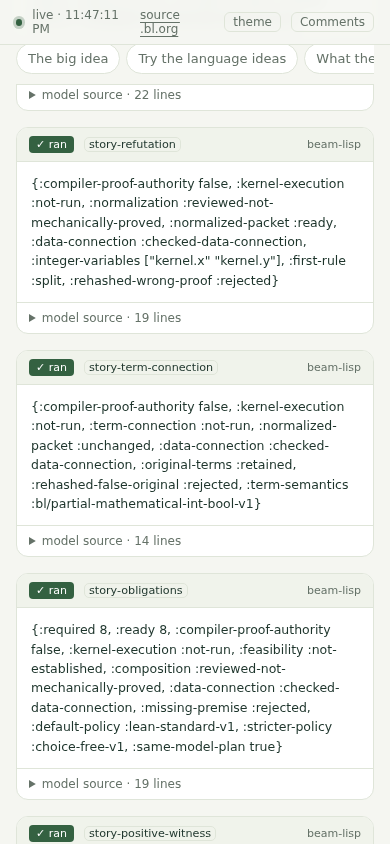 live · 11:47:11 PM
source .bl.org
theme
Comments
The big idea
Try the language ideas
What the
▶ model source · 22 lines
✓ ran story-refutation beam-lisp
{:compiler-proof-authority false, :kernel-execution
:not-run, :normalization :reviewed-not-
mechanically-proved, :normalized-packet :ready,
:data-connection :checked-data-connection,
:integer-variables ["kernel.x" "kernel.y"], :first-rule
:split, :rehashed-wrong-proof :rejected}
▶ model source · 19 lines
✓ ran story-term-connection beam-lisp
{:compiler-proof-authority false, :kernel-execution
:not-run, :term-connection :not-run, :normalized-
packet :unchanged, :data-connection :checked-
data-connection, :original-terms :retained,
:rehashed-false-original :rejected, :term-semantics
:bl/partial-mathematical-int-bool-v1}
▶ model source · 14 lines
✓ ran story-obligations beam-lisp
{:required 8, :ready 8, :compiler-proof-authority
false, :kernel-execution :not-run, :feasibility :not-
established, :composition :reviewed-not-
mechanically-proved, :data-connection :checked-
data-connection, :missing-premise :rejected,
:default-policy :lean-standard-v1, :stricter-policy
:choice-free-v1, :same-model-plan true}
▶ model source · 19 lines
✓ ran story-positive-witness beam-lisp